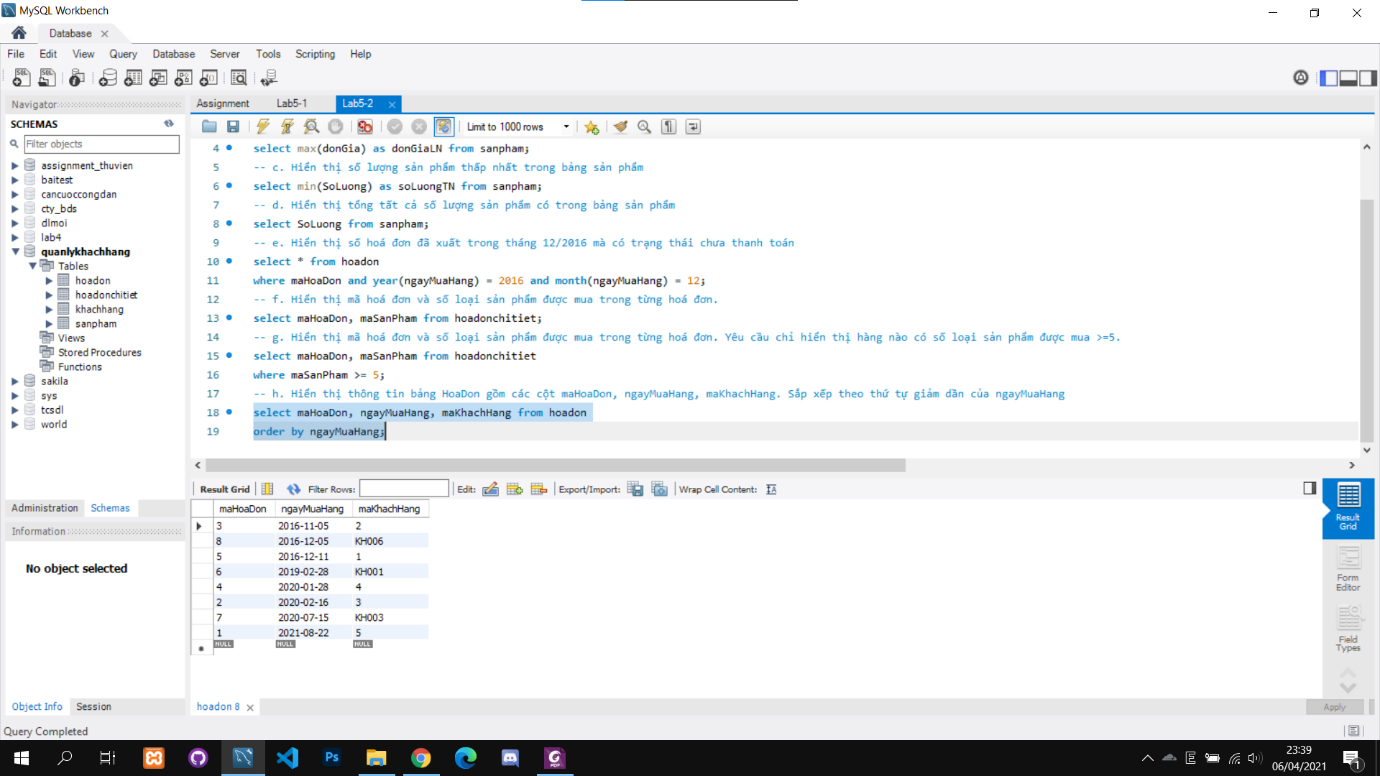 MySQL Workbench
Database
File Edit View Query Database Server Tools Scripting Help
Navigator
SCHEMAS
Filter objects
assignment_thuvien
baitest
cancuoccongdan
cty_bds
dlmoi
lab4
quanlykhachhang
Tables
hoadon
hoadonchitiet
khachhang
sanpham
Views
Stored Procedures
Functions
sakila
sys
tcsdl
world
Administration Schemas
Information
No object selected
Object Info Session
Assignment Lab5-1 Lab5-2
Limit to 1000 rows
4 select max(donGia) as donGiaLN from sanpham;
5 -- c. Hiển thị số lượng sản phẩm thấp nhất trong bảng sản phẩm
6 select min(SoLuong) as soLuongTN from sanpham;
7 -- d. Hiển thị tổng tất cả số lượng sản phẩm có trong bảng sản phẩm
8 select SoLuong from sanpham;
9 -- e. Hiển thị số hoá đơn đã xuất trong tháng 12/2016 mà có trạng thái chưa thanh toán
10 select * from hoadon
11 where maHoaDon and year(ngayMuaHang) = 2016 and month(ngayMuaHang) = 12;
12 -- f. Hiển thị mã hoá đơn và số loại sản phẩm được mua trong từng hoá đơn.
13 select maHoaDon, maSanPham from hoadonchitiet;
14 -- g. Hiển thị mã hoá đơn và số loại sản phẩm được mua trong từng hoá đơn. Yêu cầu chỉ hiển thị hàng nào có số loại sản phẩm được mua >=5.
15 select maHoaDon, maSanPham from hoadonchitiet
16 where maSanPham >= 5;
17 -- h. Hiển thị thông tin bảng HoaDon gồm các cột maHoaDon, ngayMuaHang, maKhachHang. Sắp xếp theo thứ tự giảm dần của ngayMuaHang
18 select maHoaDon, ngayMuaHang, maKhachHang from hoadon
19 order by ngayMuaHang;
Result Grid Filter Rows: Edit: Export/Import: Wrap Cell Content:
maHoaDon ngayMuaHang maKhachHang
3 2016-11-05 2
8 2016-12-05 KH006
5 2016-12-11 1
6 2019-02-28 KH001
4 2020-01-28 4
2 2020-02-16 3
7 2020-07-15 KH003
1 2021-08-22 5
NULL NULL NULL
Result
Grid
Form
Editor
Field
Types
hoadon 8
Apply
Query Completed
23:39
06/04/2021
1